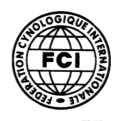 FEDERATION CYNOLOGIQUE INTERNATIONALE
FCI